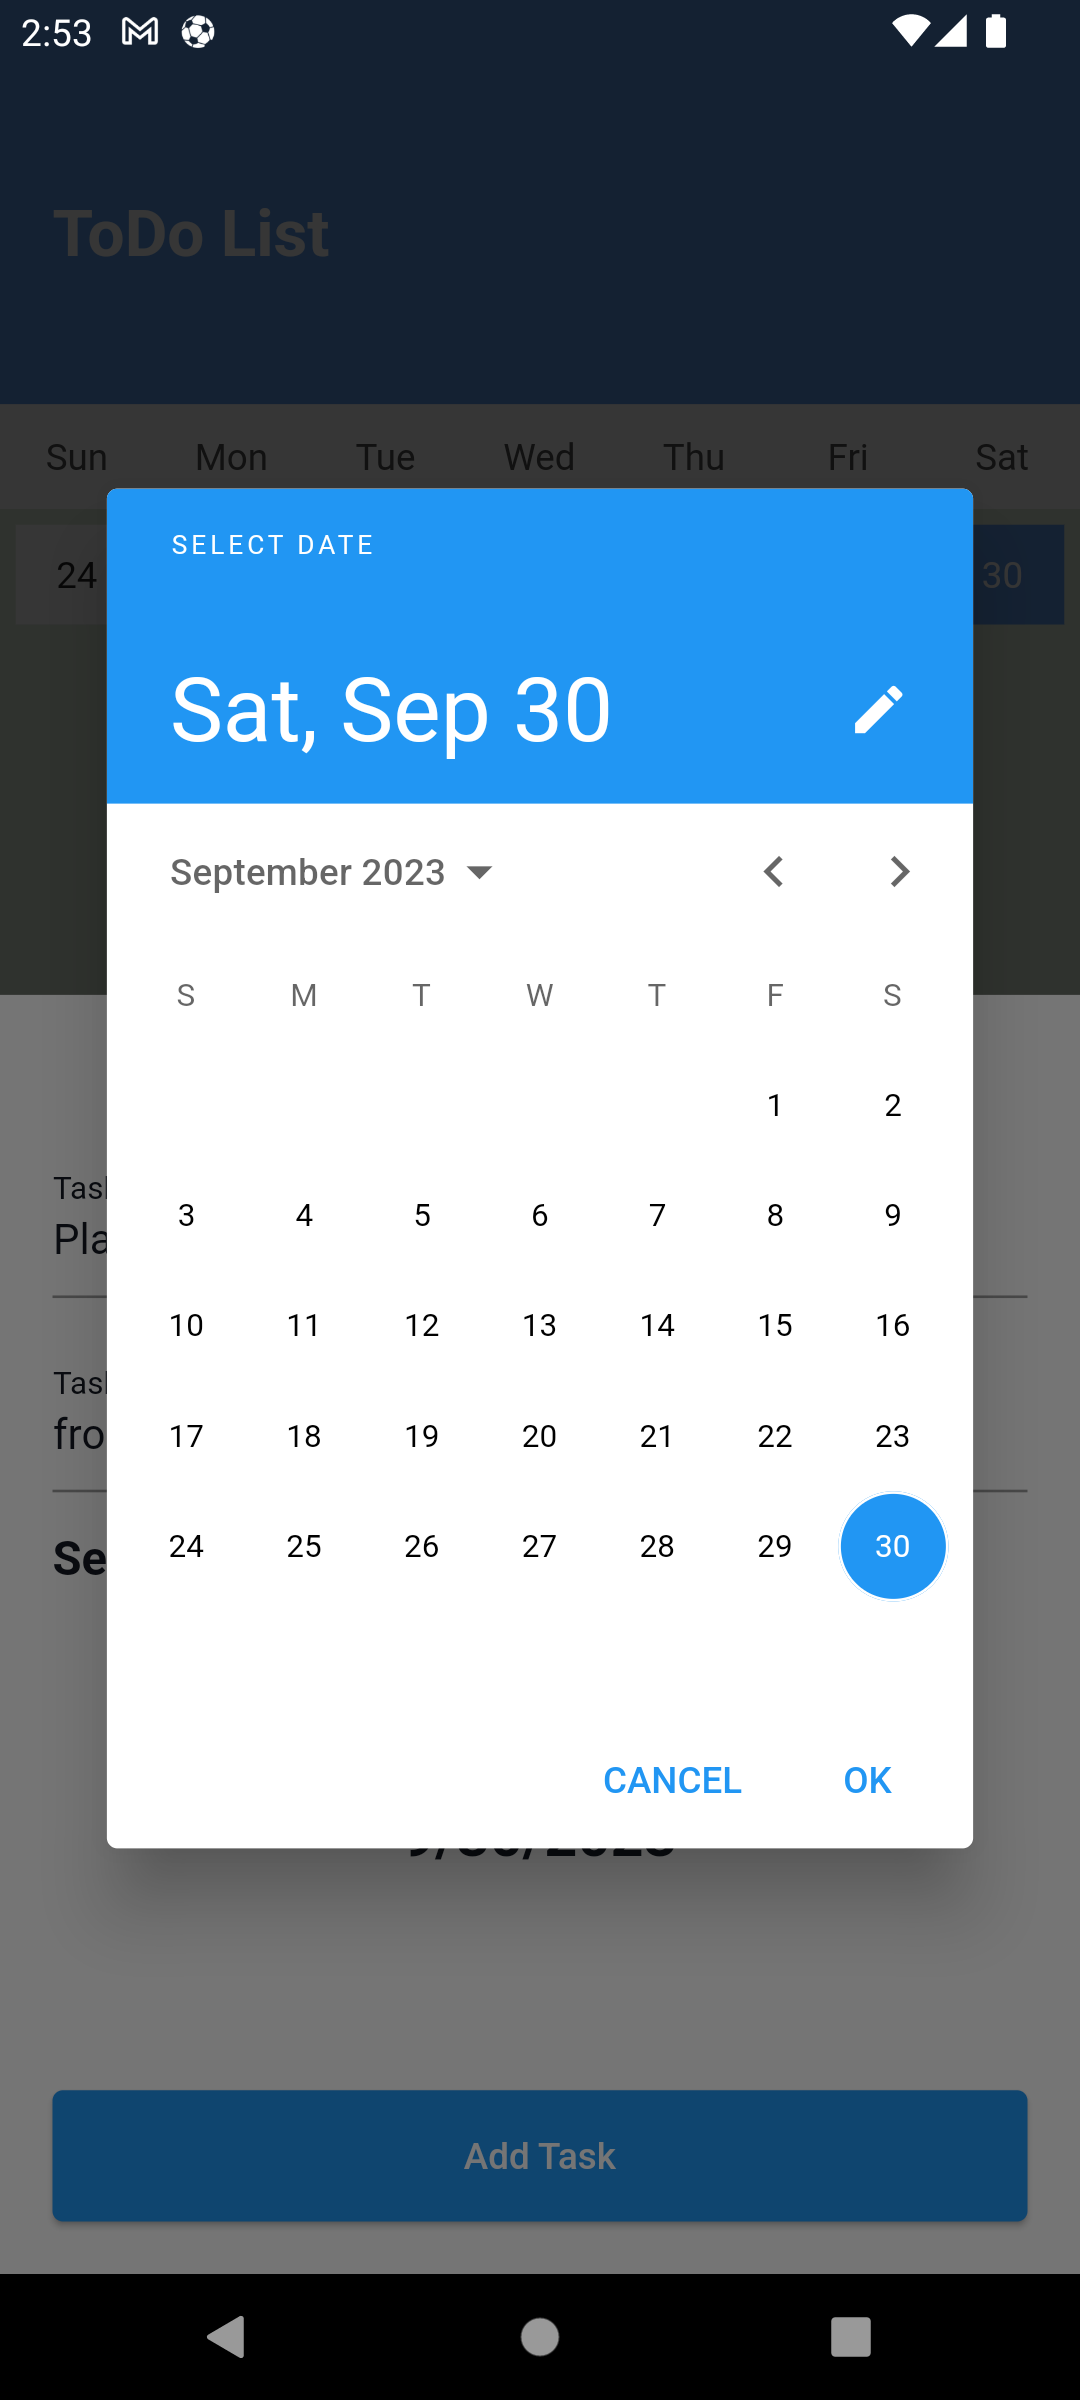 2:53
ToDo List
Sun Mon Tue Wed Thu Fri Sat
24 30
SELECT DATE
Sat, Sep 30
September 2023
S M T W T F S
1 2
3 4 5 6 7 8 9
10 11 12 13 14 15 16
17 18 19 20 21 22 23
24 25 26 27 28 29 30
CANCEL OK
Add Task